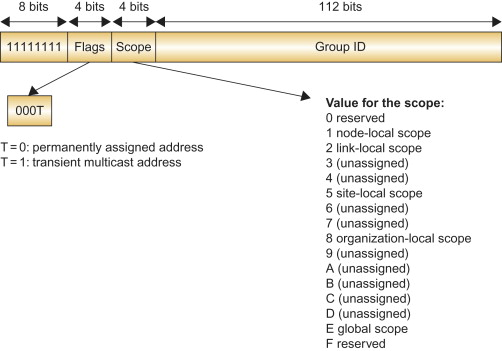 8 bits 4 bits 4 bits 112 bits
11111111 Flags Scope Group ID
000T
T = 0: permanently assigned address
T = 1: transient multicast address
Value for the scope:
0 reserved
1 node-local scope
2 link-local scope
3 (unassigned)
4 (unassigned)
5 site-local scope
6 (unassigned)
7 (unassigned)
8 organization-local scope
9 (unassigned)
A (unassigned)
B (unassigned)
C (unassigned)
D (unassigned)
E global scope
F reserved